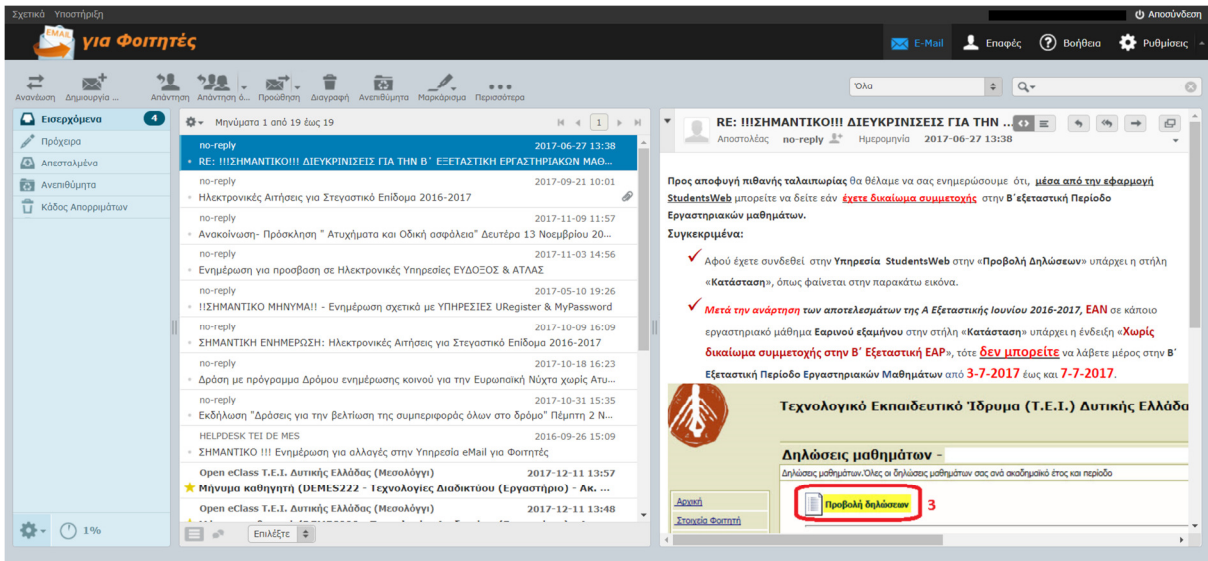 Σχετικά Υποστήριξη
Αποσύνδεση
EMAIL για Φοιτητές
E-Mail Επαφές Βοήθεια Ρυθμίσεις
Ανανέωση Δημιουργία ... Απάντηση Απάντηση ό... Προώθηση Διαγραφή Ανεπιθύμητα Μαρκάρισμα Περισσότερα
Όλα
Εισερχόμενα 4
Πρόχειρα
Απεσταλμένα
Ανεπιθύμητα
Κάδος Απορριμάτων
1%
Μηνύματα 1 από 19 έως 19 1
no-reply 2017-06-27 13:38
RE: !!!ΣΗΜΑΝΤΙΚΟ!!! ΔΙΕΥΚΡΙΝΙΣΕΙΣ ΓΙΑ ΤΗΝ Β΄ ΕΞΕΤΑΣΤΙΚΗ ΕΡΓΑΣΤΗΡΙΑΚΩΝ ΜΑΘ...
no-reply 2017-09-21 10:01
Ηλεκτρονικές Αιτήσεις για Στεγαστικό Επίδομα 2016-2017
no-reply 2017-11-09 11:57
Ανακοίνωση- Πρόσκληση " Ατυχήματα και Οδική ασφάλεια" Δευτέρα 13 Νοεμβρίου 20...
no-reply 2017-11-03 14:56
Ενημέρωση για προσβαση σε Ηλεκτρονικές Υπηρεσίες ΕΥΔΟΞΟΣ & ΑΤΛΑΣ
no-reply 2017-05-10 19:26
!!ΣΗΜΑΝΤΙΚΟ ΜΗΝΥΜΑ!! - Ενημέρωση σχετικά με ΥΠΗΡΕΣΙΕΣ URegister & MyPassword
no-reply 2017-10-09 16:09
ΣΗΜΑΝΤΙΚΗ ΕΝΗΜΕΡΩΣΗ: Ηλεκτρονικές Αιτήσεις για Στεγαστικό Επίδομα 2016-2017
no-reply 2017-10-18 16:23
Δράση με πρόγραμμα Δρόμου ενημέρωσης κοινού για την Ευρωπαϊκή Νύχτα χωρίς Ατυ...
no-reply 2017-10-31 15:35
Εκδήλωση "Δράσεις για την βελτίωση της συμπεριφοράς όλων στο δρόμο" Πέμπτη 2 Ν...
HELPDESK TEI DE MES 2016-09-26 15:09
ΣΗΜΑΝΤΙΚΟ !!! Ενημέρωση για αλλαγές στην Υπηρεσία eMail για Φοιτητές
Open eClass Τ.Ε.Ι. Δυτικής Ελλάδας (Μεσολόγγι) 2017-12-11 13:57
Μήνυμα καθηγητή (DEMES222 - Τεχνολογίες Διαδικτύου (Εργαστήριο) - Ακ. ...
Open eClass Τ.Ε.Ι. Δυτικής Ελλάδας (Μεσολόγγι) 2017-12-11 13:48
Επιλέξτε
RE: !!!ΣΗΜΑΝΤΙΚΟ!!! ΔΙΕΥΚΡΙΝΙΣΕΙΣ ΓΙΑ ΤΗΝ ...
Αποστολέας no-reply Ημερομηνία 2017-06-27 13:38
Προς αποφυγή πιθανής ταλαιπωρίας θα θέλαμε να σας ενημερώσουμε ότι, μέσα από την εφαρμογή
StudentsWeb μπορείτε να δείτε εάν έχετε δικαίωμα συμμετοχής στην Β΄εξεταστική Περίοδο
Εργαστηριακών μαθημάτων.
Συγκεκριμένα:
Αφού έχετε συνδεθεί στην Υπηρεσία StudentsWeb στην «Προβολή Δηλώσεων» υπάρχει η στήλη
«Κατάσταση», όπως φαίνεται στην παρακάτω εικόνα.
Μετά την ανάρτηση των αποτελεσμάτων της Α Εξεταστικής Ιουνίου 2016-2017, ΕΑΝ σε κάποιο
εργαστηριακό μάθημα Εαρινού εξαμήνου στην στήλη «Κατάσταση» υπάρχει η ένδειξη «Χωρίς
δικαίωμα συμμετοχής στην Β΄ Εξεταστική ΕΑΡ», τότε δεν μπορείτε να λάβετε μέρος στην Β΄
Εξεταστική Περίοδο Εργαστηριακών Μαθημάτων από 3-7-2017 έως και 7-7-2017.
Τεχνολογικό Εκπαιδευτικό Ίδρυμα (Τ.Ε.Ι.) Δυτικής Ελλάδα
Δηλώσεις μαθημάτων -
Δηλώσεις μαθημάτων.Όλες οι δηλώσεις μαθημάτων σας ανά ακαδημαϊκό έτος και περίοδο
Αρχική
Στοιχεία Φοιτητή
Προβολή δηλώσεων 3